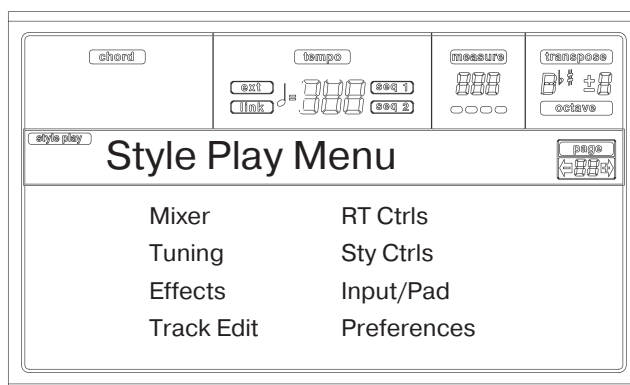 chord
tempo
measure
transpose
ext
seq 1
link
seq 2
octave
style play
Style Play Menu
page
Mixer
RT Ctrls
Tuning
Sty Ctrls
Effects
Input/Pad
Track Edit
Preferences